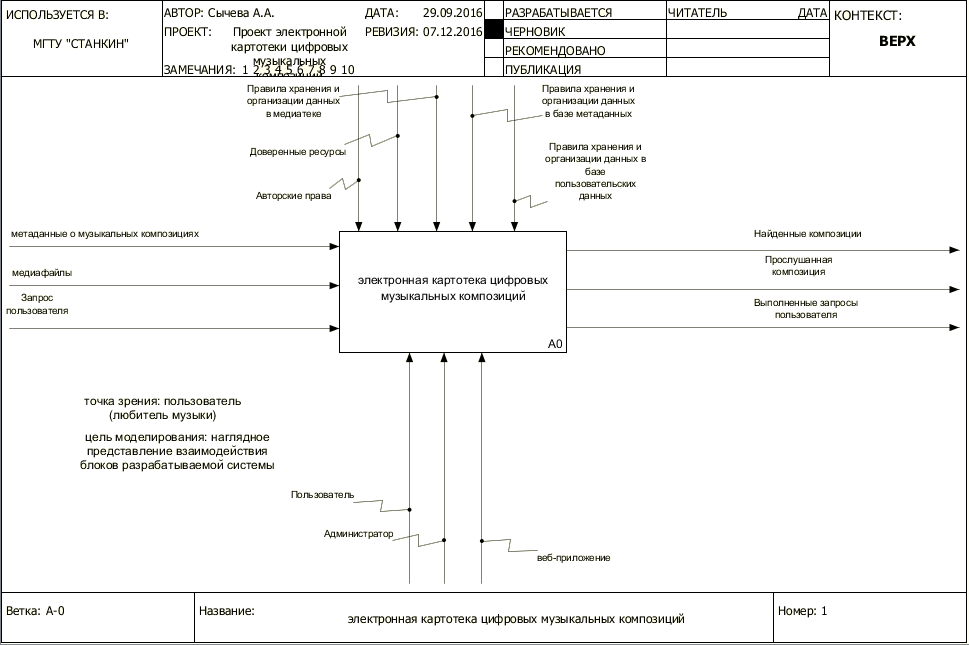 ИСПОЛЬЗУЕТСЯ В:
МГТУ "СТАНКИН"
АВТОР: Сычева А.А.
ДАТА: 29.09.2016
ПРОЕКТ: Проект электронной
картотеки цифровых
музыкальных
композиций
РЕВИЗИЯ: 07.12.2016
ЗАМЕЧАНИЯ: 1 2 3 4 5 6 7 8 9 10
РАЗРАБАТЫВАЕТСЯ
ЧЕРНОВИК
РЕКОМЕНДОВАНО
ПУБЛИКАЦИЯ
ЧИТАТЕЛЬ ДАТА
КОНТЕКСТ:
ВЕРХ
Правила хранения и
организации данных
в медиатеке
Доверенные ресурсы
Авторские права
Правила хранения и
организации данных
в базе метаданных
Правила хранения и
организации данных в
базе
пользовательских
данных
метаданные о музыкальных композициях
медиафайлы
Запрос
пользователя
электронная картотека цифровых
музыкальных композиций
A0
Найденные композиции
Прослушанная
композиция
Выполненные запросы
пользователя
точка зрения: пользователь
(любитель музыки)
цель моделирования: наглядное
представление взаимодействия
блоков разрабатываемой системы
Пользователь
Администратор
веб-приложение
Ветка: A-0
Название:
электронная картотека цифровых музыкальных композиций
Номер: 1